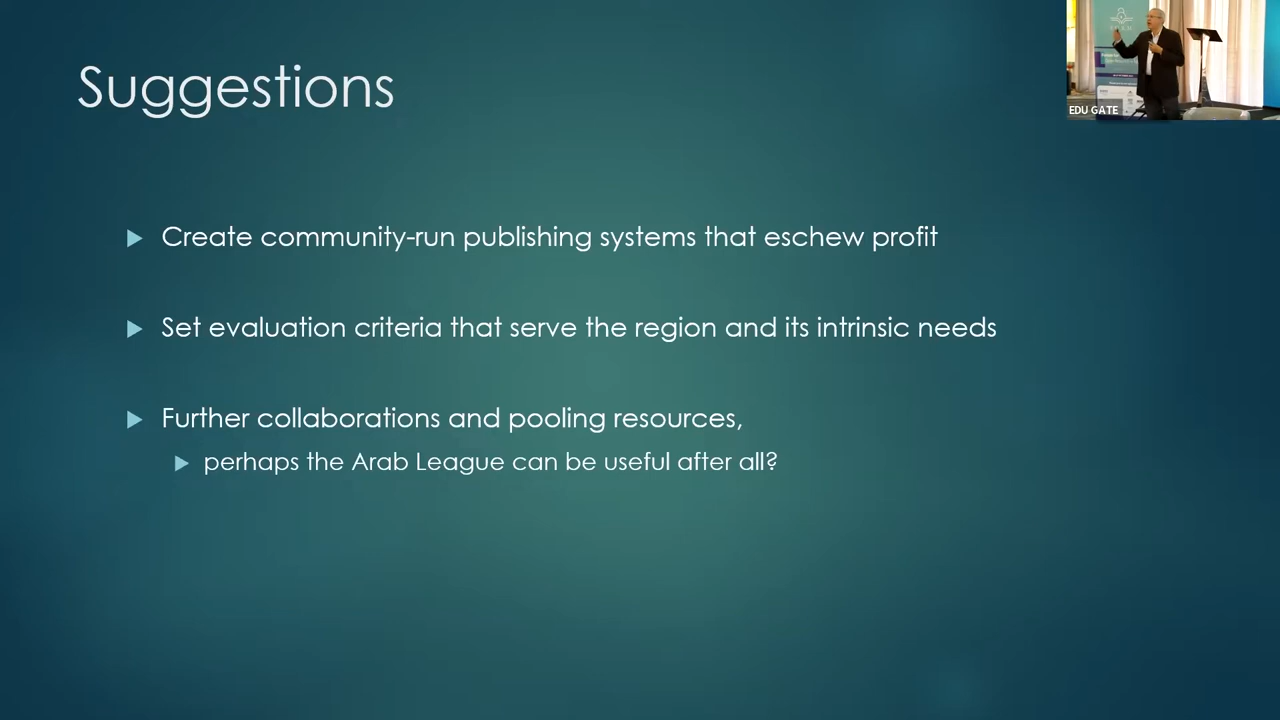 Suggestions
EDU GATE
Create community-run publishing systems that eschew profit
Set evaluation criteria that serve the region and its intrinsic needs
Further collaborations and pooling resources,
perhaps the Arab League can be useful after all?